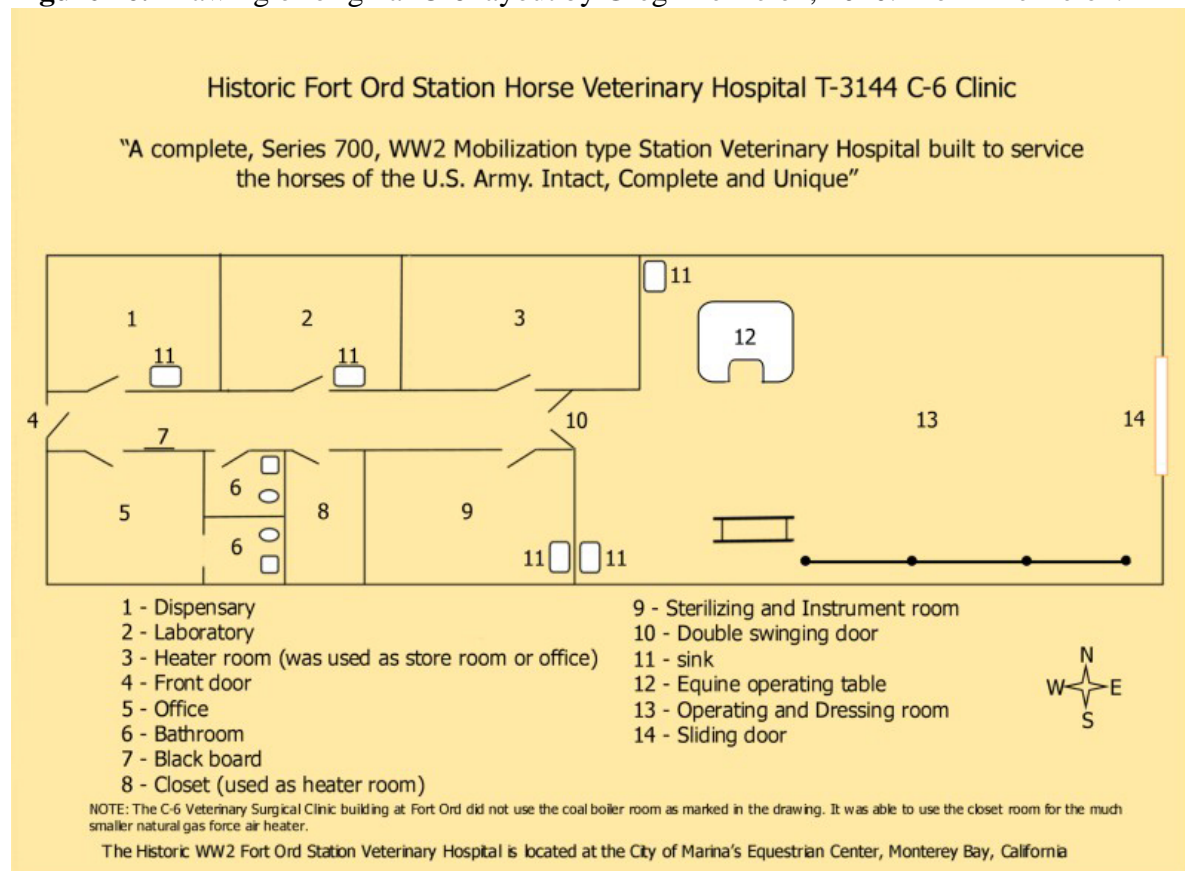 Historic Fort Ord Station Horse Veterinary Hospital T-3144 C-6 Clinic
“A complete, Series 700, WW2 Mobilization type Station Veterinary Hospital built to service
the horses of the U.S. Army. Intact, Complete and Unique”
11
1
2
3
12
11
11
4
10
13
14
7
6
5
8
9
6
11
11
1 - Dispensary
2 - Laboratory
3 - Heater room (was used as store room or office)
4 - Front door
5 - Office
6 - Bathroom
7 - Black board
8 - Closet (used as heater room)
9 - Sterilizing and Instrument room
10 - Double swinging door
11 - sink
12 - Equine operating table
13 - Operating and Dressing room
14 - Sliding door
N
W E
S
NOTE: The C-6 Veterinary Surgical Clinic building at Fort Ord did not use the coal boiler room as marked in the drawing. It was able to use the closet room for the much
smaller natural gas force air heater.
The Historic WW2 Fort Ord Station Veterinary Hospital is located at the City of Marina’s Equestrian Center, Monterey Bay, California